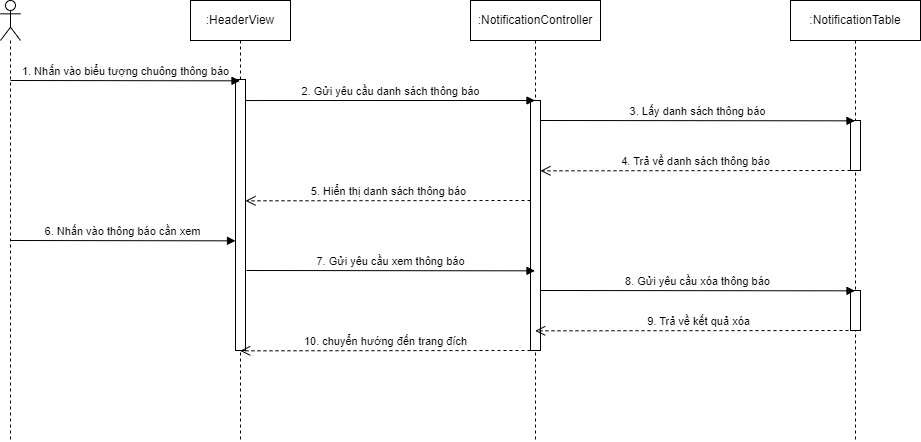 :HeaderView
:NotificationController
:NotificationTable
1. Nhấn vào biểu tượng chuông thông báo
2. Gửi yêu cầu danh sách thông báo
3. Lấy danh sách thông báo
4. Trả về danh sách thông báo
5. Hiển thị danh sách thông báo
6. Nhấn vào thông báo cần xem
7. Gửi yêu cầu xem thông báo
8. Gửi yêu cầu xóa thông báo
9. Trả về kết quả xóa
10. chuyển hướng đến trang đích